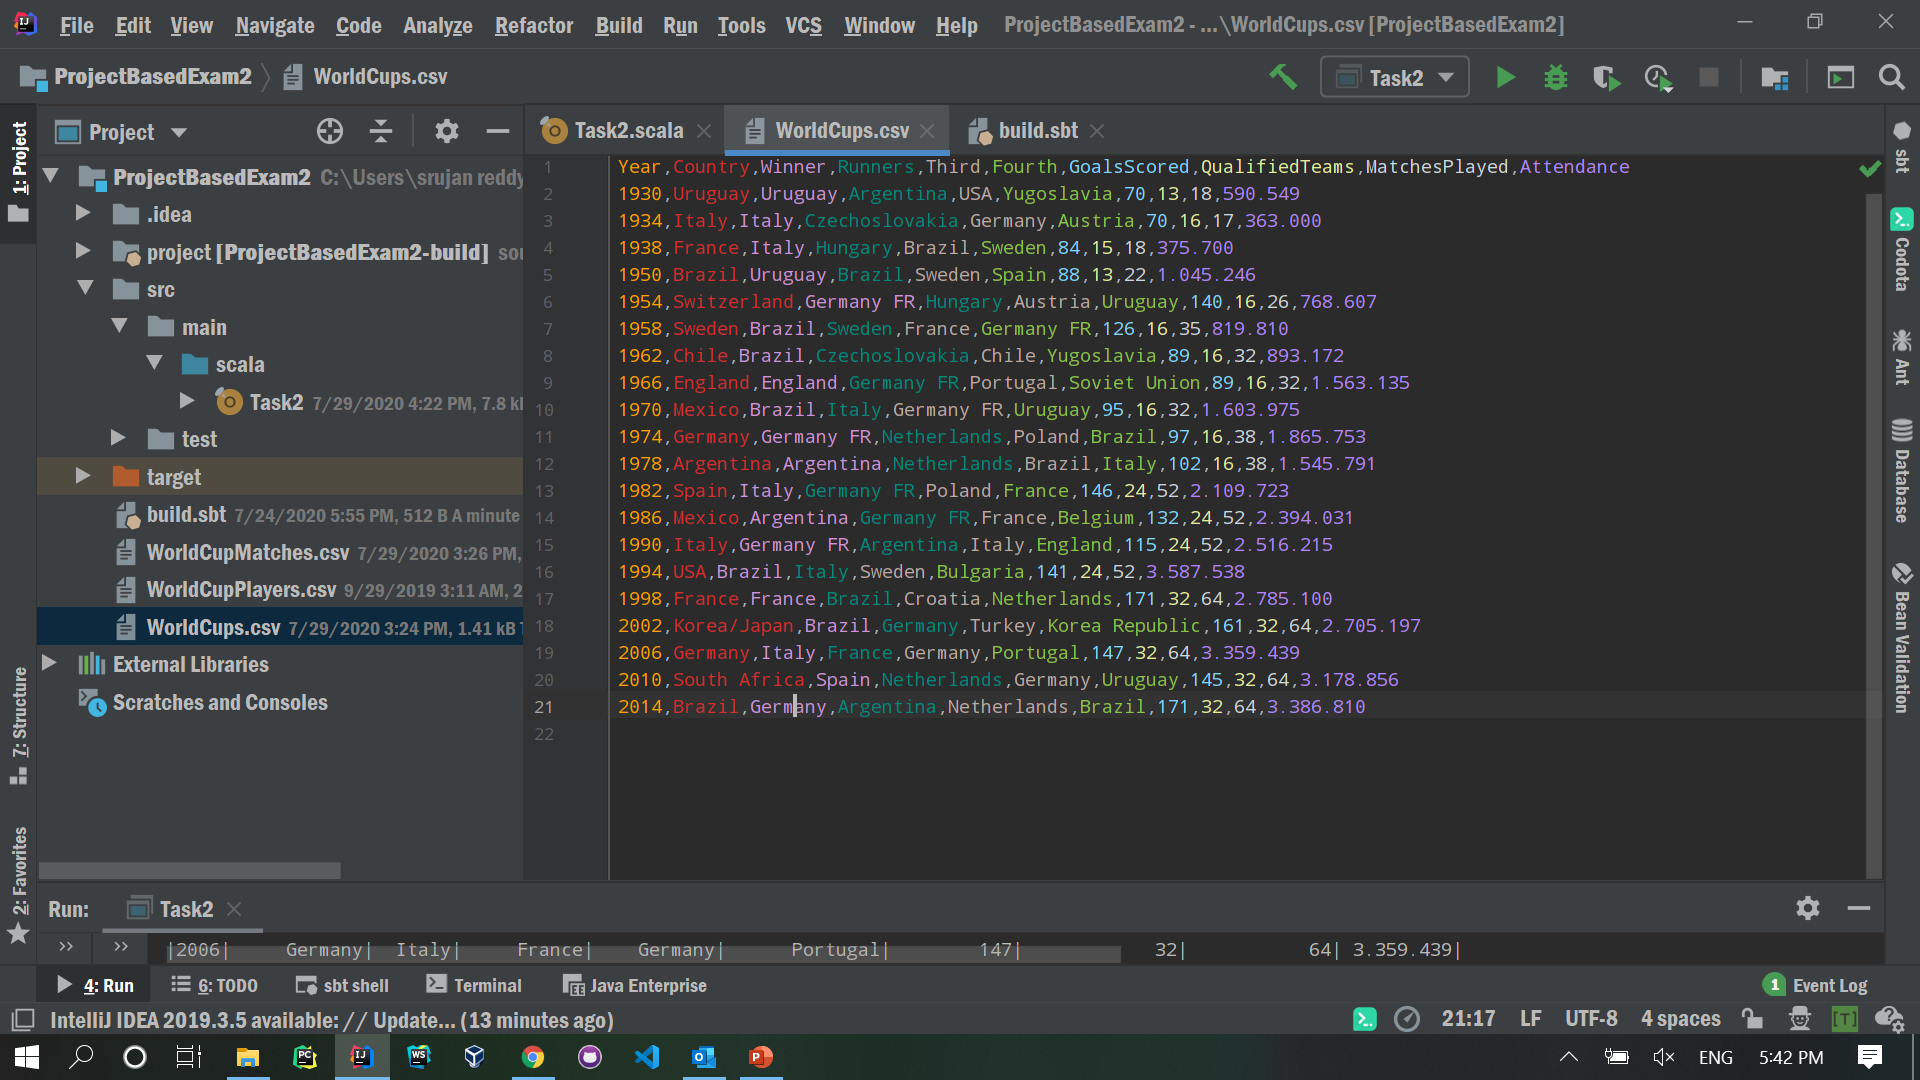 File Edit View Navigate Code Analyze Refactor Build Run Tools VCS Window Help ProjectBasedExam2 - ...\WorldCups.csv [ProjectBasedExam2]
ProjectBasedExam2 WorldCups.csv Task2
1: Project
Project
Task2.scala WorldCups.csv build.sbt
ProjectBasedExam2 C:\Users\srujan reddy
.idea
project [ProjectBasedExam2-build] sou
src
main
scala
Task2 7/29/2020 4:22 PM, 7.8 k
test
target
build.sbt 7/24/2020 5:55 PM, 512 B A minute
WorldCupMatches.csv 7/29/2020 3:26 PM,
WorldCupPlayers.csv 9/29/2019 3:11 AM, 2
WorldCups.csv 7/29/2020 3:24 PM, 1.41 kB
External Libraries
Scratches and Consoles
7: Structure
2: Favorites
1 Year,Country,Winner,Runners,Third,Fourth,GoalsScored,QualifiedTeams,MatchesPlayed,Attendance
2 1930,Uruguay,Uruguay,Argentina,USA,Yugoslavia,70,13,18,590.549
3 1934,Italy,Italy,Czechoslovakia,Germany,Austria,70,16,17,363.000
4 1938,France,Italy,Hungary,Brazil,Sweden,84,15,18,375.700
5 1950,Brazil,Uruguay,Brazil,Sweden,Spain,88,13,22,1.045.246
6 1954,Switzerland,Germany FR,Hungary,Austria,Uruguay,140,16,26,768.607
7 1958,Sweden,Brazil,Sweden,France,Germany FR,126,16,35,819.810
8 1962,Chile,Brazil,Czechoslovakia,Chile,Yugoslavia,89,16,32,893.172
9 1966,England,England,Germany FR,Portugal,Soviet Union,89,16,32,1.563.135
10 1970,Mexico,Brazil,Italy,Germany FR,Uruguay,95,16,32,1.603.975
11 1974,Germany,Germany FR,Netherlands,Poland,Brazil,97,16,38,1.865.753
12 1978,Argentina,Argentina,Netherlands,Brazil,Italy,102,16,38,1.545.791
13 1982,Spain,Italy,Germany FR,Poland,France,146,24,52,2.109.723
14 1986,Mexico,Argentina,Germany FR,France,Belgium,132,24,52,2.394.031
15 1990,Italy,Germany FR,Argentina,Italy,England,115,24,52,2.516.215
16 1994,USA,Brazil,Italy,Sweden,Bulgaria,141,24,52,3.587.538
17 1998,France,France,Brazil,Croatia,Netherlands,171,32,64,2.785.100
18 2002,Korea/Japan,Brazil,Germany,Turkey,Korea Republic,161,32,64,2.705.197
19 2006,Germany,Italy,France,Germany,Portugal,147,32,64,3.359.439
20 2010,South Africa,Spain,Netherlands,Germany,Uruguay,145,32,64,3.178.856
21 2014,Brazil,Germany,Argentina,Netherlands,Brazil,171,32,64,3.386.810
22
sbt
Codota
Ant
Database
Bean Validation
Run: Task2
|2006| Germany| Italy| France| Germany| Portugal| 147| 32| 64| 3.359.439|
4: Run 6: TODO sbt shell Terminal Java Enterprise 1 Event Log
IntelliJ IDEA 2019.3.5 available: // Update... (13 minutes ago) 21:17 LF UTF-8 4 spaces [T]
ENG 5:42 PM